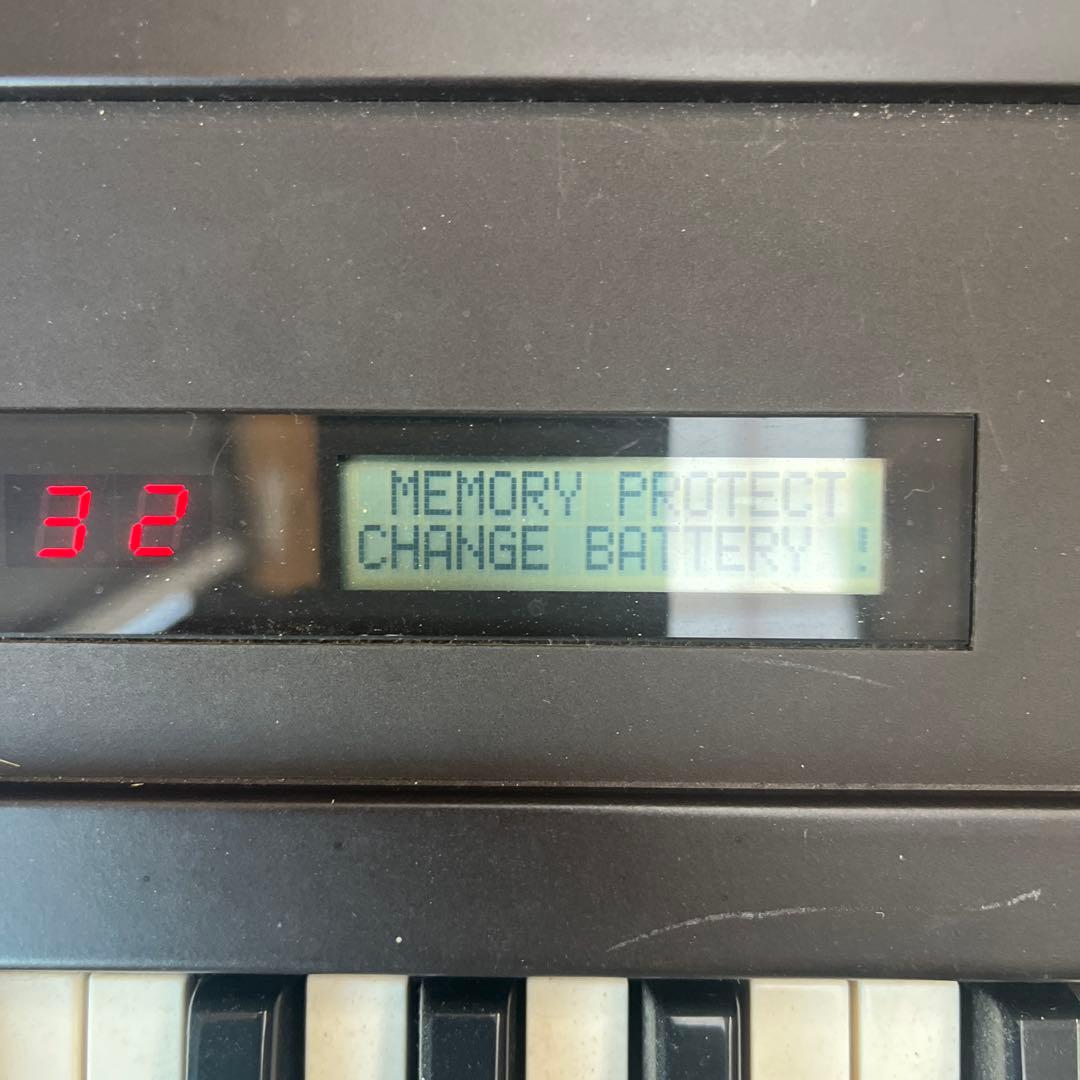 32
MEMORY PROTECT
CHANGE BATTERY !